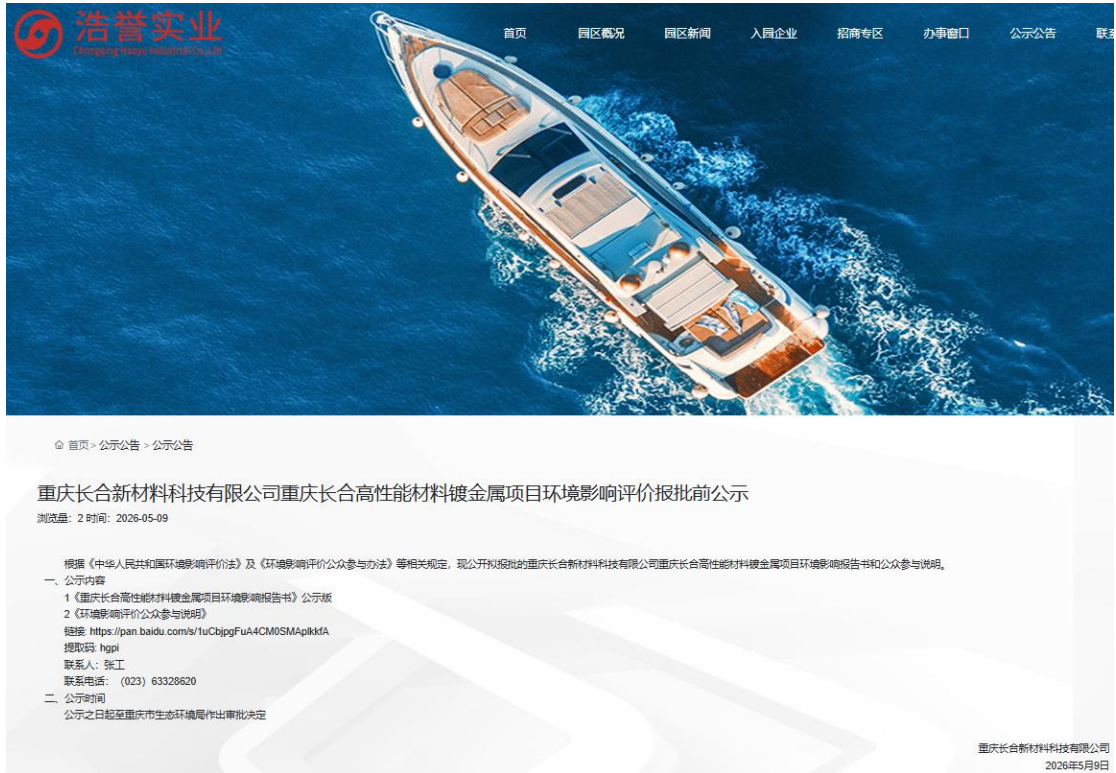 浩誉实业
Chongqing Haoyu Industrial Co.,Ltd
首页 园区概况 园区新闻 入园企业 招商专区 办事窗口 公示公告 联系
首页 > 公示公告 > 公示公告
重庆长合新材料科技有限公司重庆长合高性能材料镀金属项目环境影响评价报批前公示
浏览量：2 时间：2026-05-09
根据《中华人民共和国环境影响评价法》及《环境影响评价公众参与办法》等相关规定，现公开拟报批的重庆长合新材料科技有限公司重庆长合高性能材料镀金属项目环境影响报告书和公众参与说明。
一、公示内容
1《重庆长合高性能材料镀金属项目环境影响报告书》公示版
2《环境影响评价公众参与说明》
链接: https://pan.baidu.com/s/1uCbjpgFuA4CM0SMAplkkfA
提取码: hgpi
联系人：张工
联系电话：（023）63328620
二、公示时间
公示之日起至重庆市生态环境局作出审批决定
重庆长合新材料科技有限公司
2026年5月9日